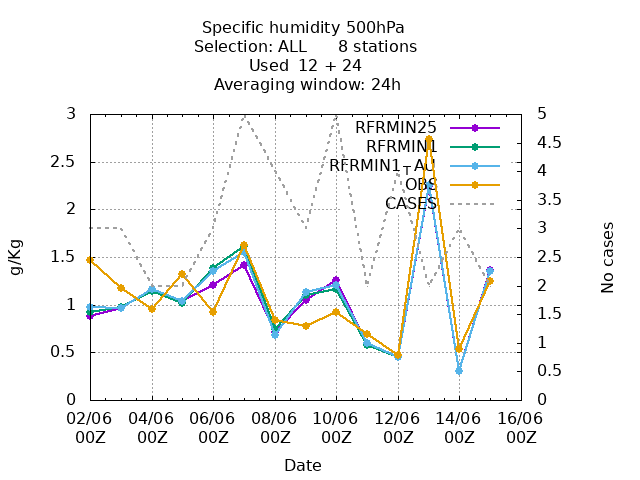 Specific humidity 500hPa
Selection: ALL 8 stations
Used 12 + 24
Averaging window: 24h
RFRMIN25
RFRMIN1
RFRMIN1_AU
OBS
CASES
g/Kg
3
2.5
2
1.5
1
0.5
0
No cases
5
4.5
4
3.5
3
2.5
2
1.5
1
0.5
0
02/06 04/06 06/06 08/06 10/06 12/06 14/06 16/06
00Z 00Z 00Z 00Z 00Z 00Z 00Z 00Z
Date